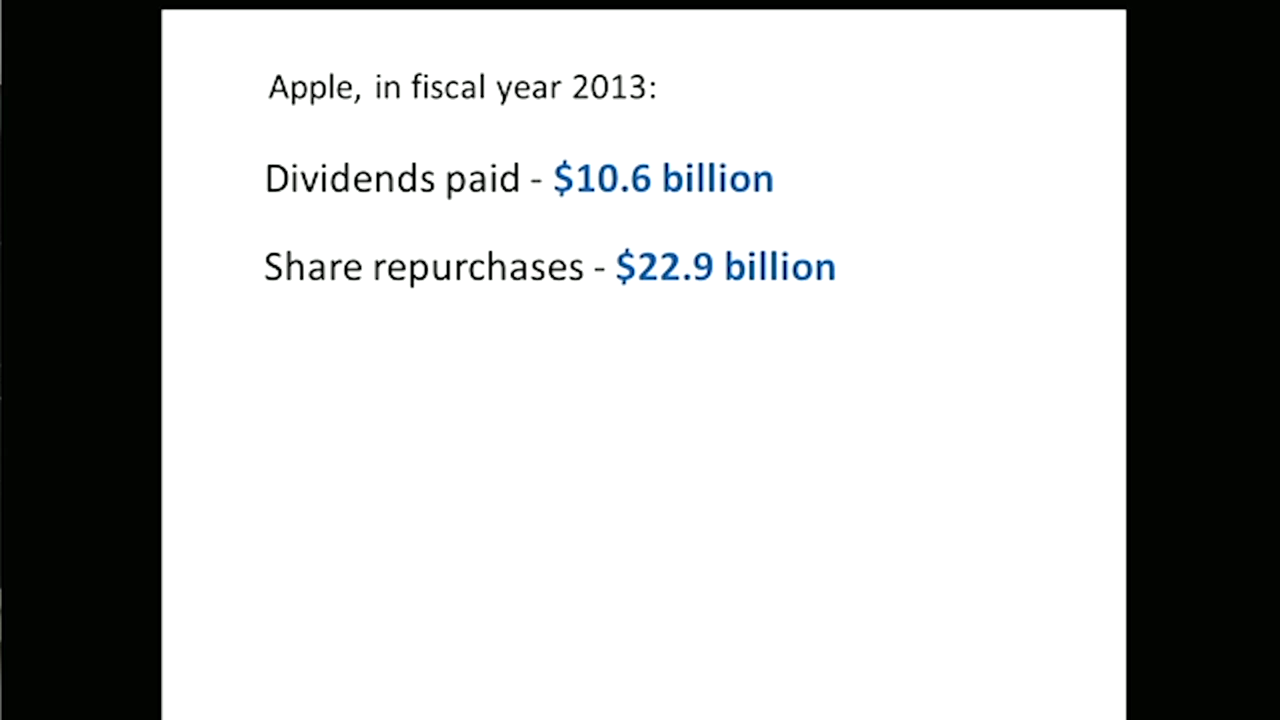 Apple, in fiscal year 2013:
Dividends paid - $10.6 billion
Share repurchases - $22.9 billion